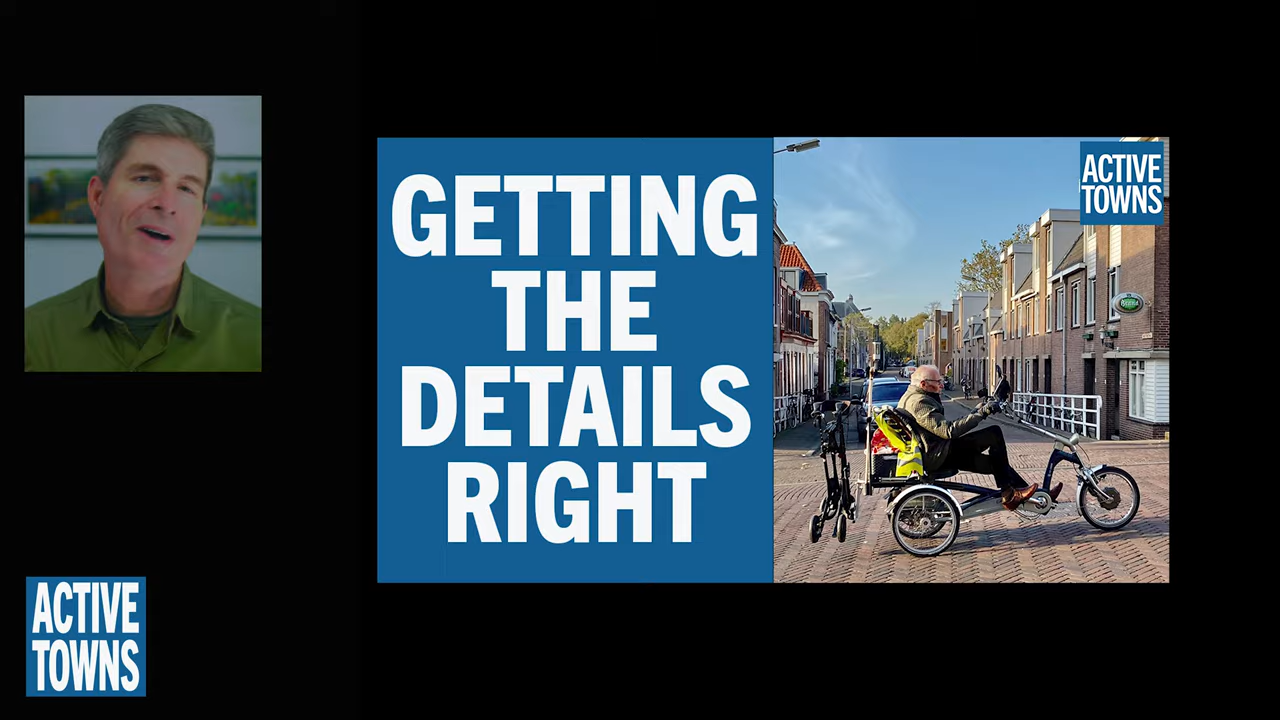 GETTING
THE
DETAILS
RIGHT
ACTIVE
TOWNS
ACTIVE
TOWNS